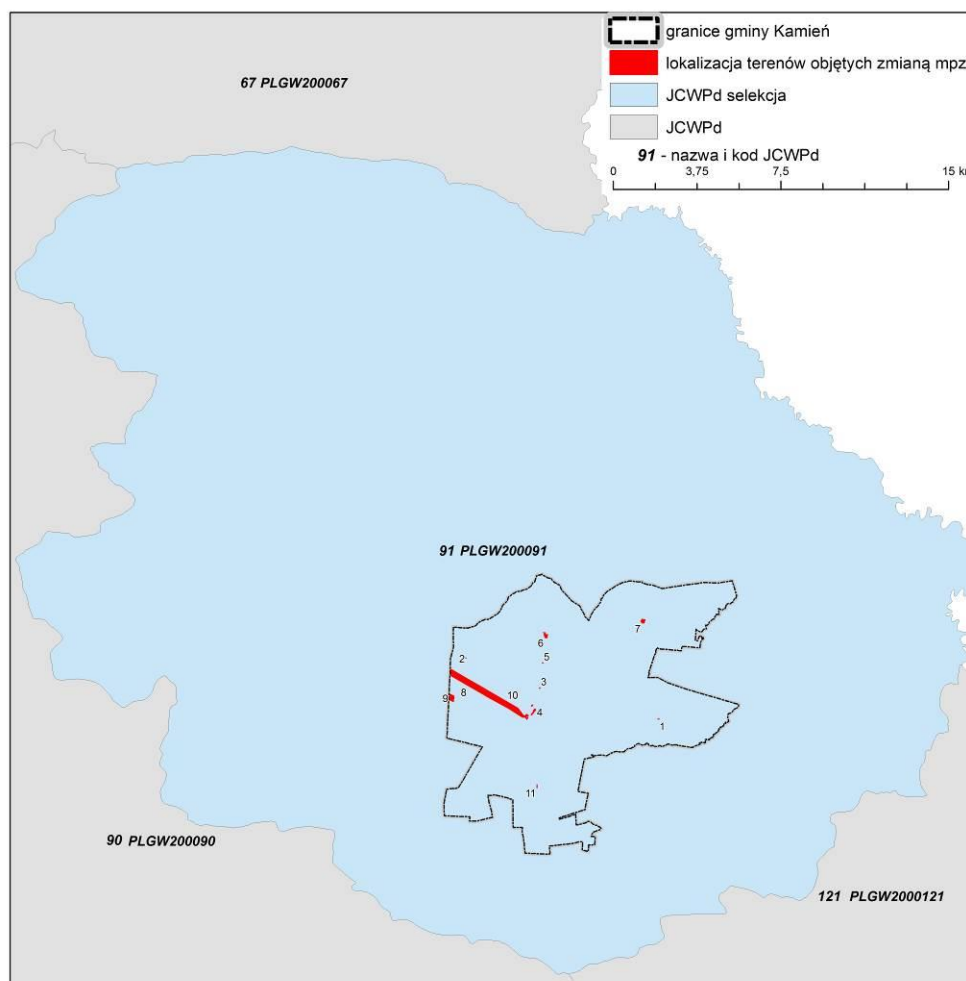 67 PLGW200067
granice gminy Kamień
lokalizacja terenów objętych zmianą mpz
JCWPd selekcja
JCWPd
91 - nazwa i kod JCWPd
0 3,75 7,5 15 km
91 PLGW200091
7
6
2
5
3
8
10
9
4
1
11
90 PLGW200090
121 PLGW2000121